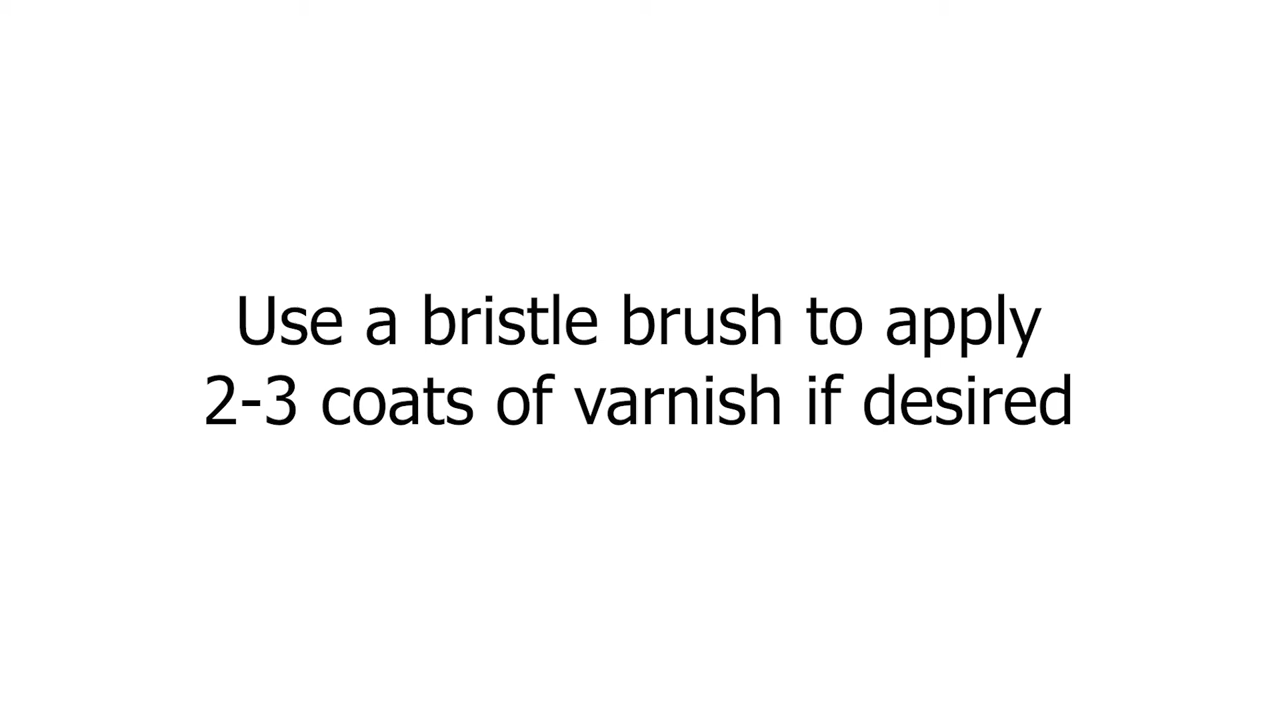 Use a bristle brush to apply
2-3 coats of varnish if desired